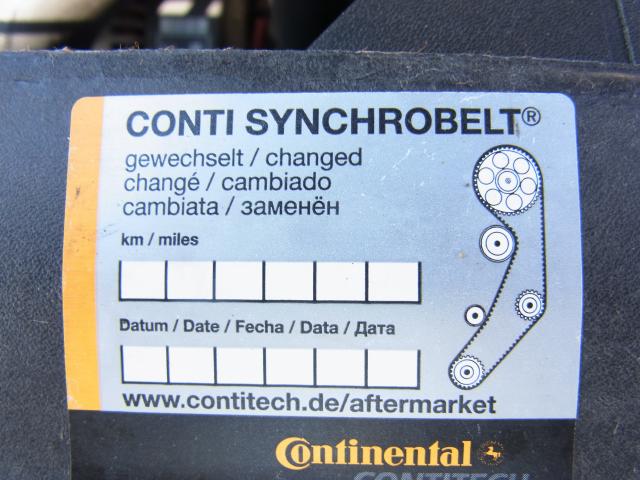 CONTI SYNCHROBELT®
gewechselt / changed
changé / cambiado
cambiata / заменён
km / miles
Datum / Date / Fecha / Data / Дата
www.contitech.de/aftermarket
Continental
CONTITECH